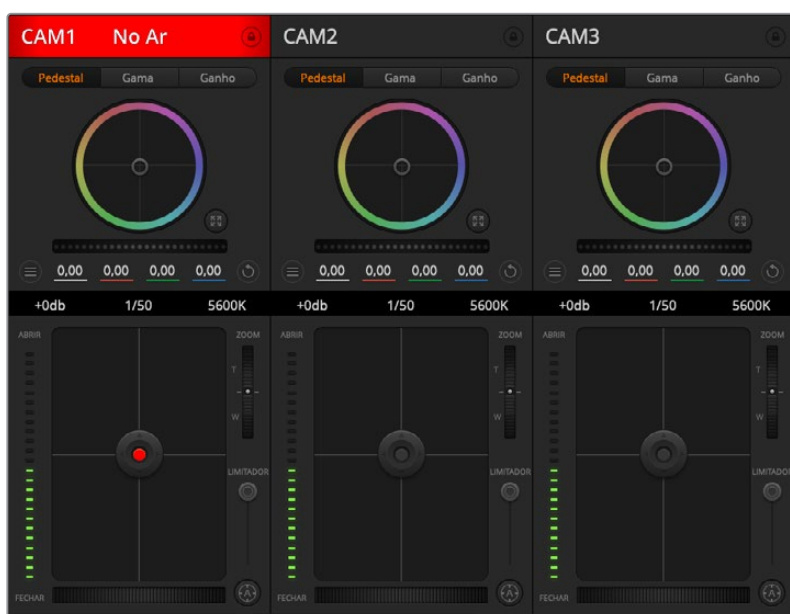 CAM1 No Ar
Pedestal Gama Ganho
0,00 0,00 0,00 0,00
+0db 1/50 5600K
ABRIR ZOOM
T
W
LIMITADOR
FECHAR A
CAM2
Pedestal Gama Ganho
0,00 0,00 0,00 0,00
+0db 1/50 5600K
ABRIR ZOOM
T
W
LIMITADOR
FECHAR A
CAM3
Pedestal Gama Ganho
0,00 0,00 0,00 0,00
+0db 1/50 5600K
ABRIR ZOOM
T
W
LIMITADOR
FECHAR A